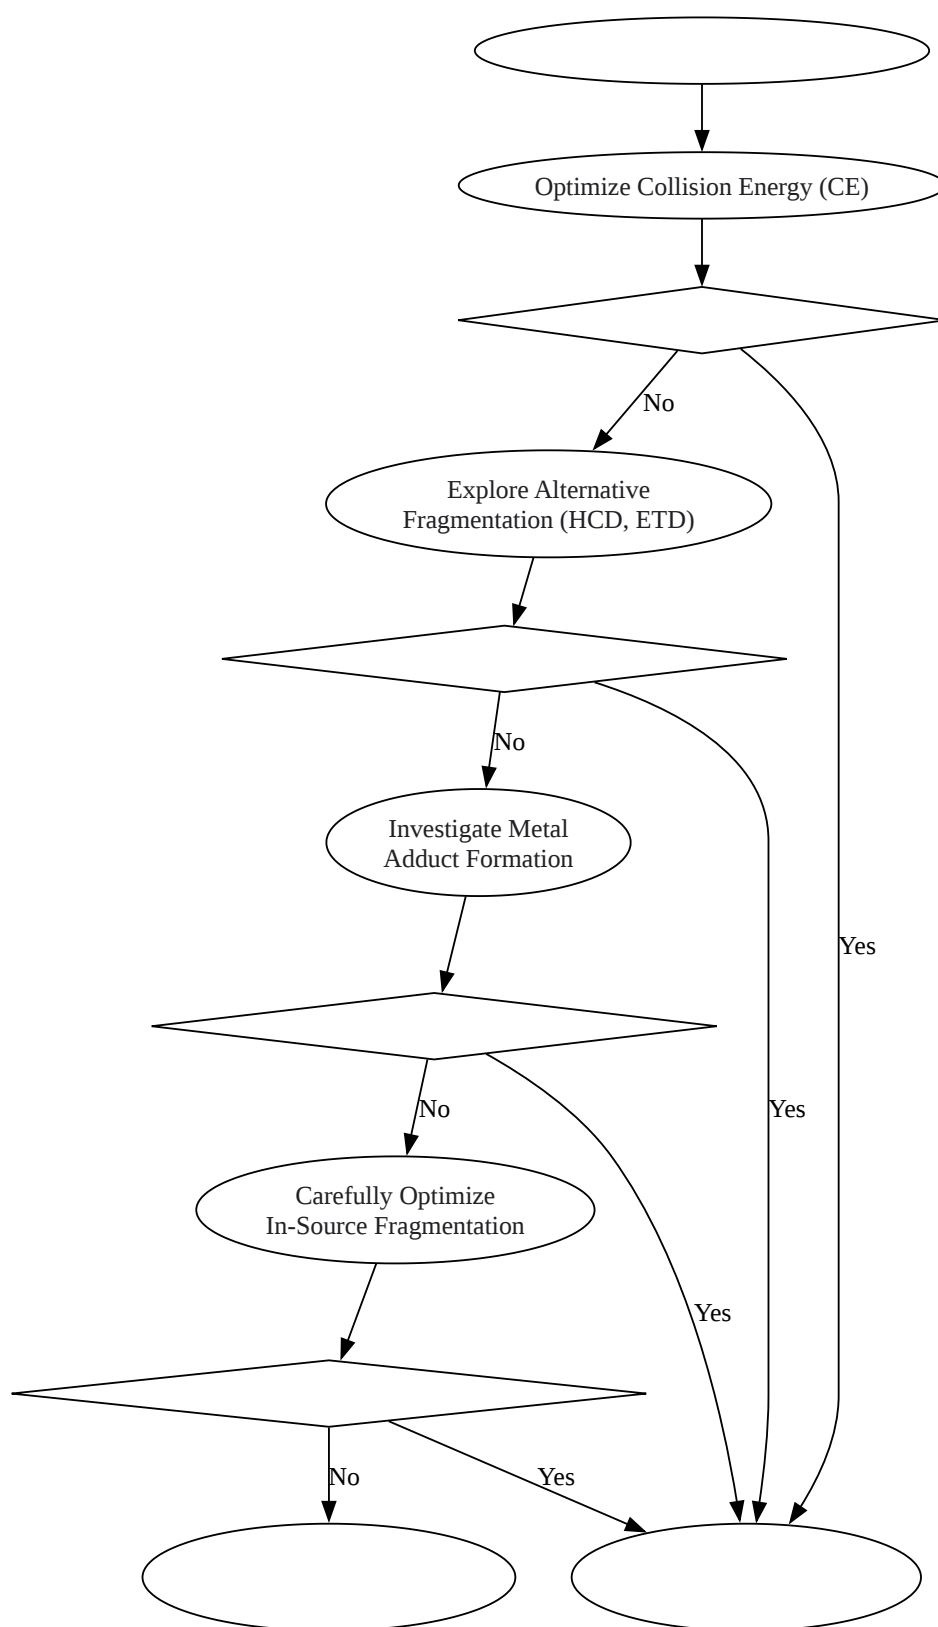 Optimize Collision Energy (CE)
No
Explore Alternative
Fragmentation (HCD, ETD)
No
Investigate Metal
Adduct Formation
Yes
No
Yes
Carefully Optimize
In-Source Fragmentation
Yes
No
Yes